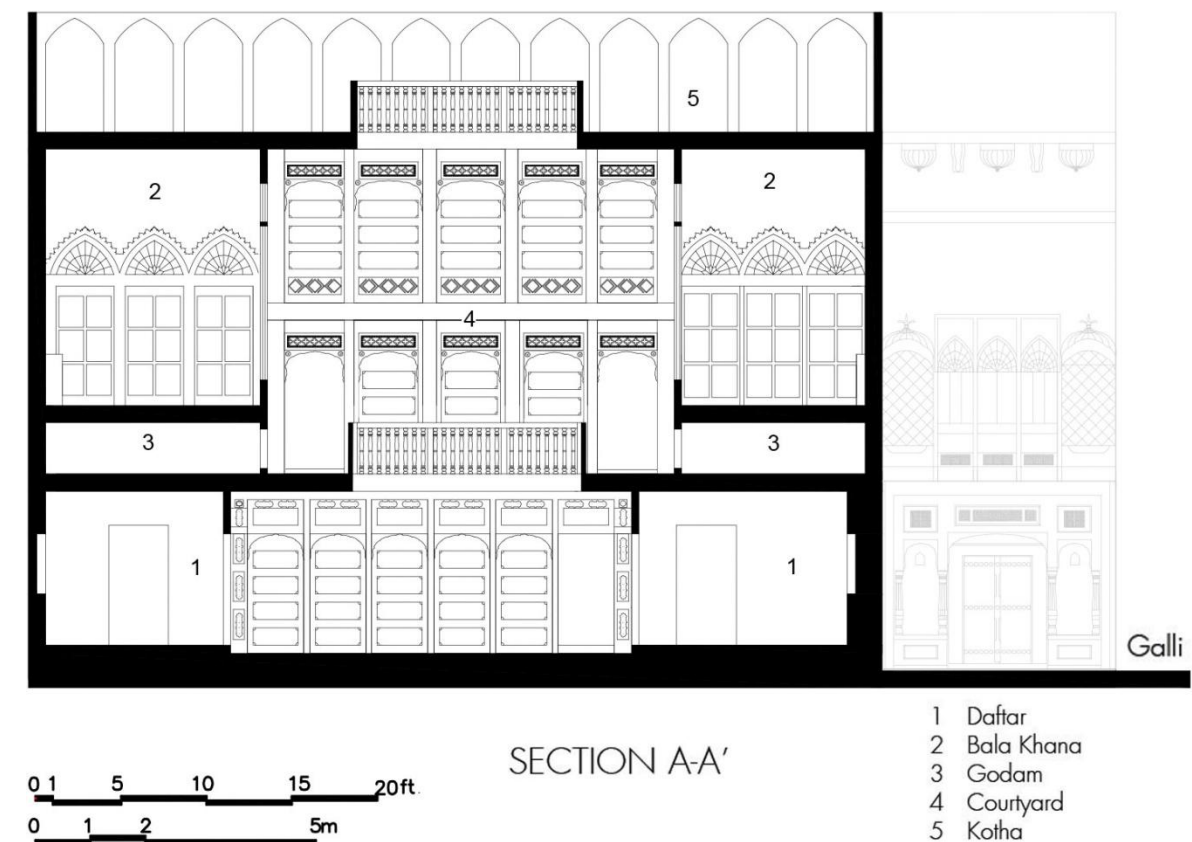 5
2
2
4
3
3
1
1
Galli
SECTION A-A'
1 Daftar
2 Bala Khana
3 Godam
4 Courtyard
5 Kotha
0 1 5 10 15 20ft.
0 1 2 5m